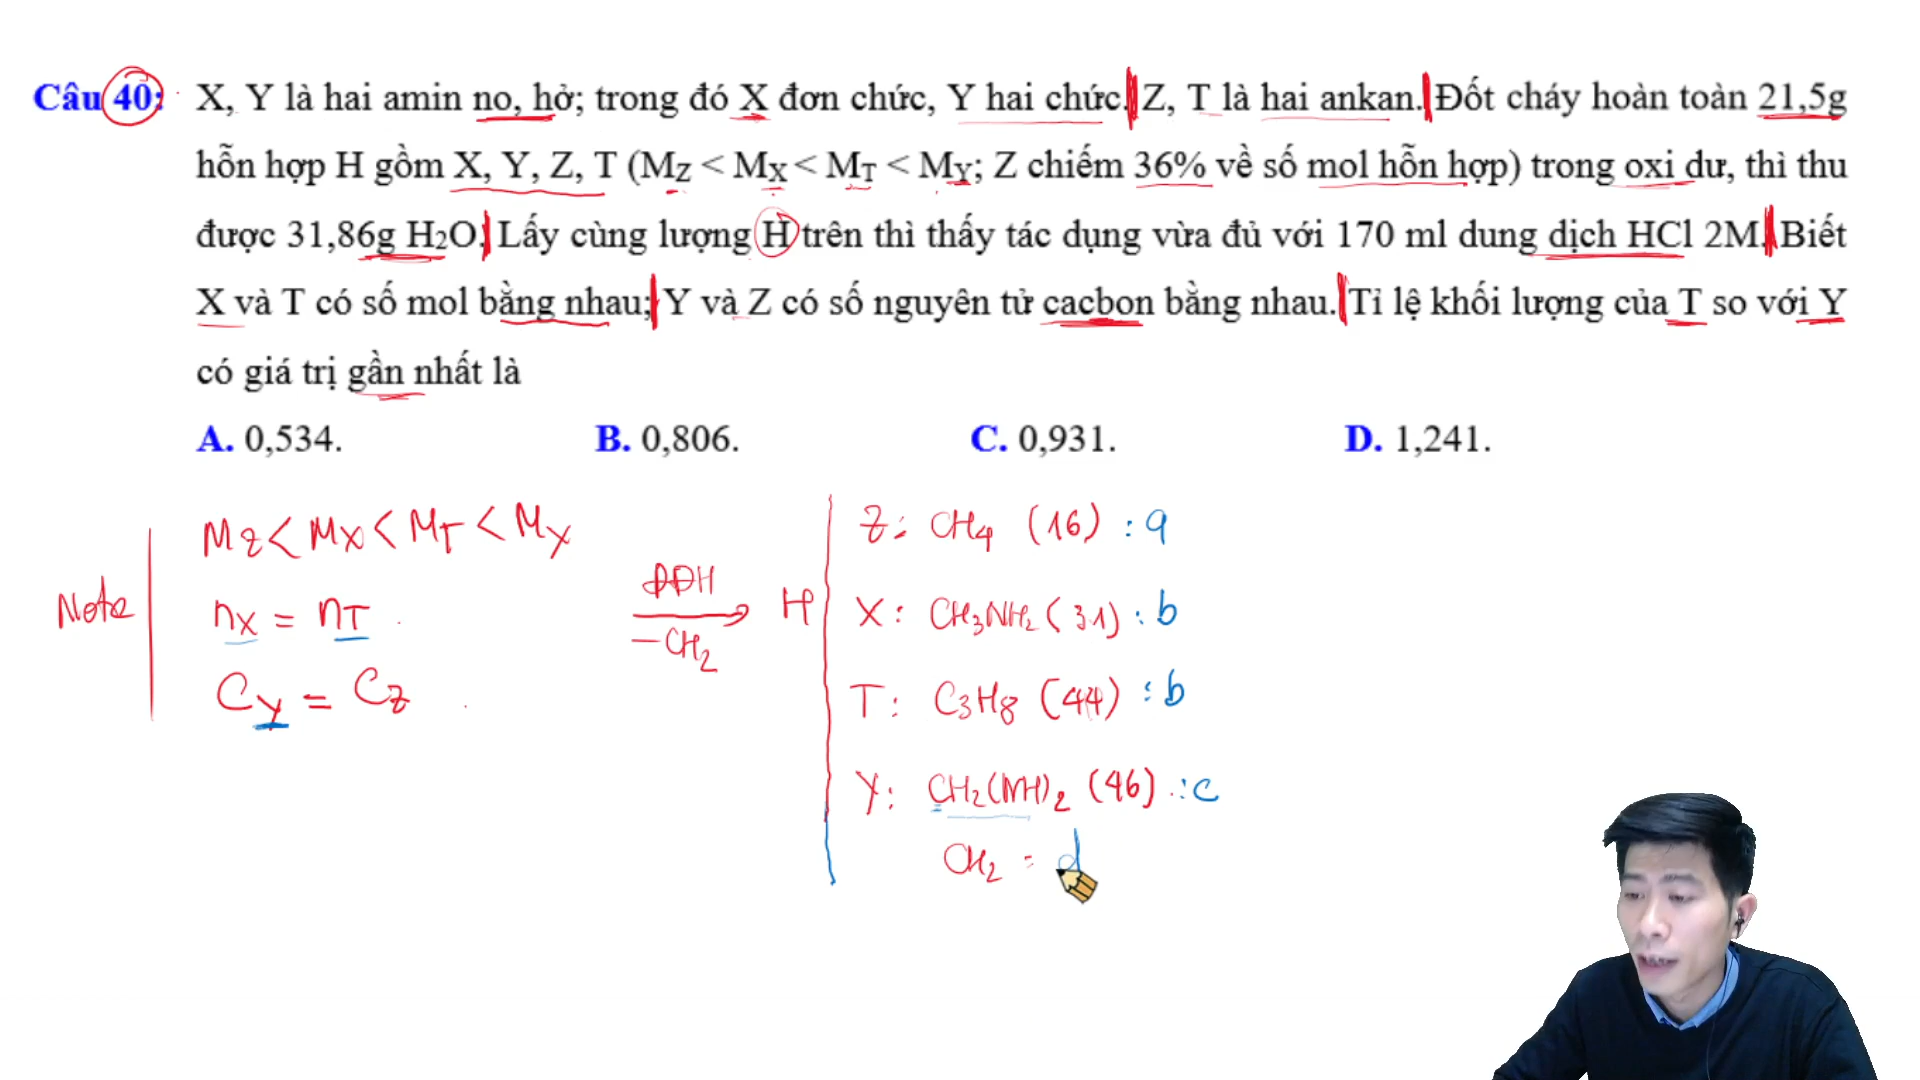 Câu 40: X, Y là hai amin no, hở; trong đó X đơn chức, Y hai chức. Z, T là hai ankan. Đốt cháy hoàn toàn 21,5g
hỗn hợp H gồm X, Y, Z, T (MZ < MX < MT < MY; Z chiếm 36% về số mol hỗn hợp) trong oxi dư, thì thu
được 31,86g H2O. Lấy cùng lượng H trên thì thấy tác dụng vừa đủ với 170 ml dung dịch HCl 2M. Biết
X và T có số mol bằng nhau; Y và Z có số nguyên tử cacbon bằng nhau. Tỉ lệ khối lượng của T so với Y
có giá trị gần nhất là
A. 0,534. B. 0,806. C. 0,931. D. 1,241.
Note
MZ < MX < MT < MY
nX = nT
CY = CZ
ĐĐH
-CH2
H
Z: CH4 (16) : a
X: CH3NH2 (31) : b
T: C3H8 (44) : b
Y: CH2(NH)2 (46) : c
CH2 : d